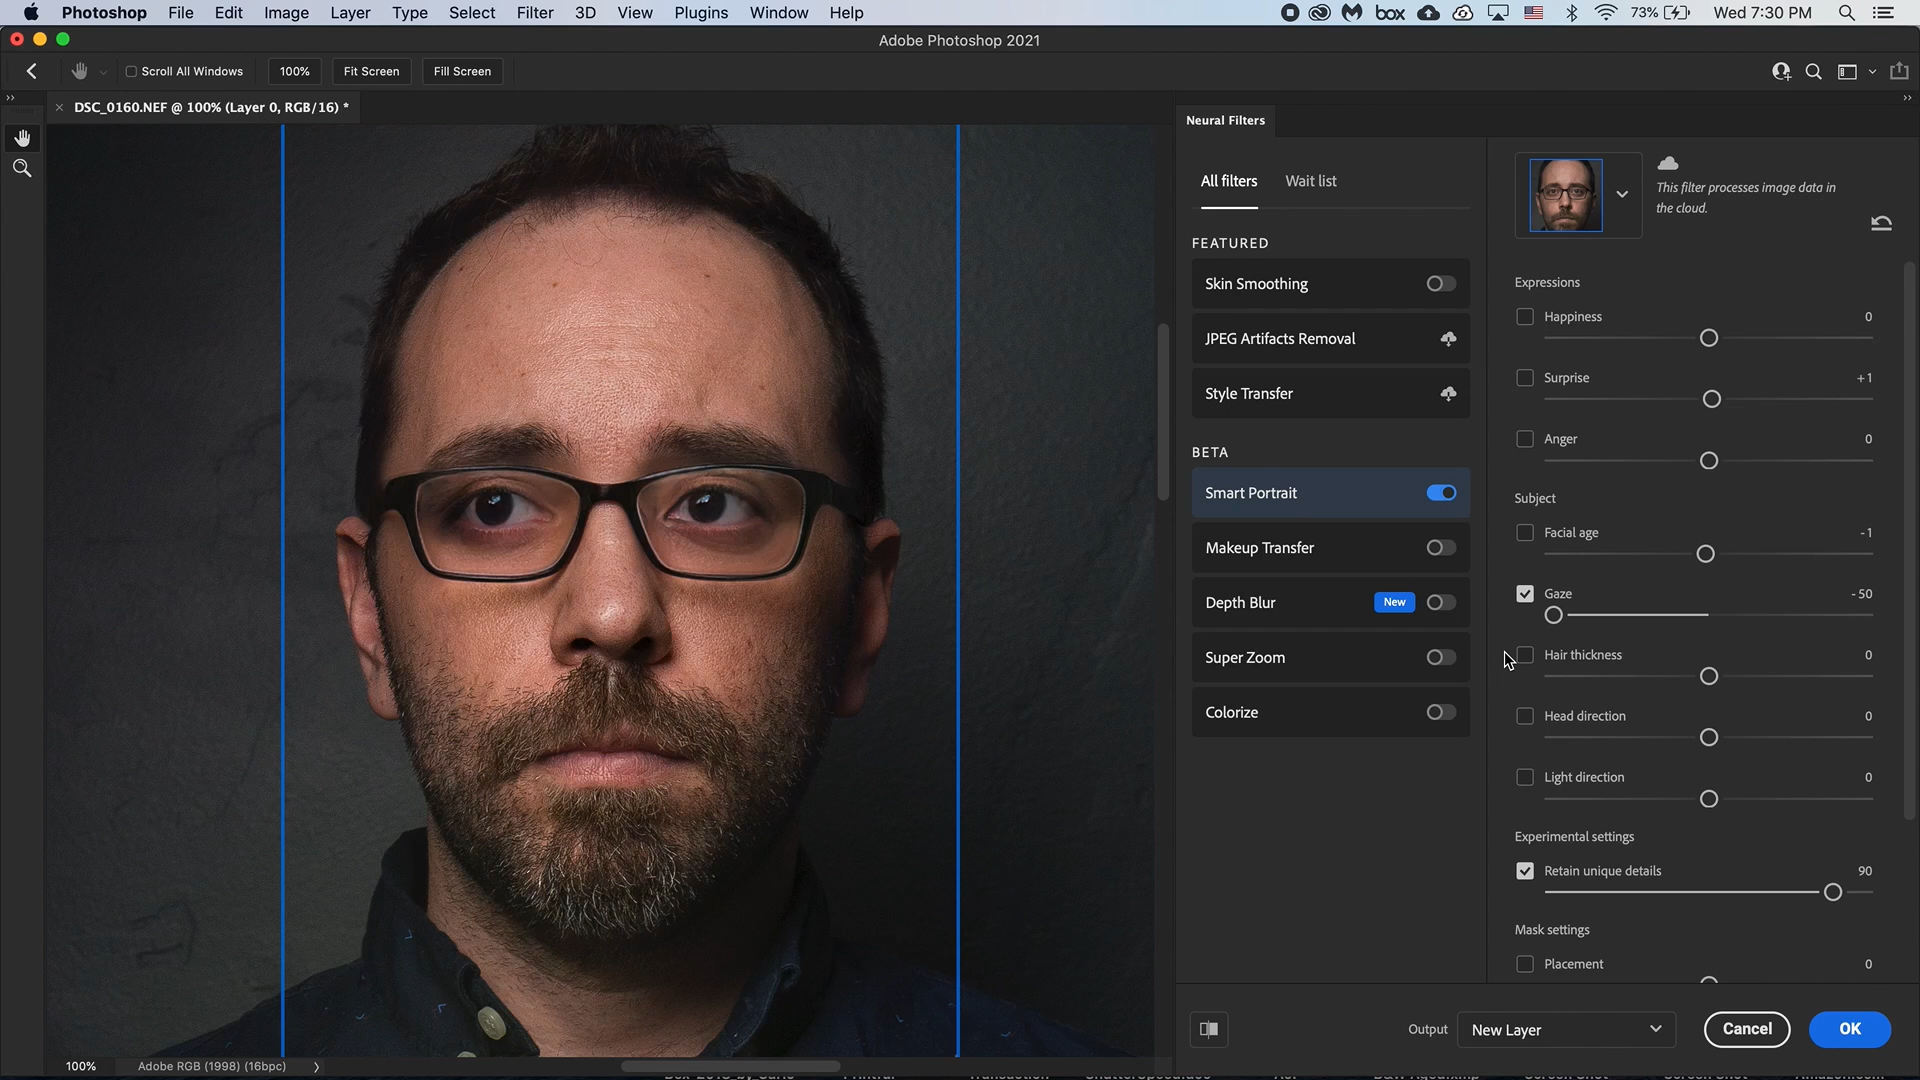 Photoshop File Edit Image Layer Type Select Filter 3D View Plugins Window Help box 73% Wed 7:30 PM
Adobe Photoshop 2021
Scroll All Windows 100% Fit Screen Fill Screen
DSC_0160.NEF @ 100% (Layer 0, RGB/16) *
Neural Filters
All filters Wait list
FEATURED
Skin Smoothing
JPEG Artifacts Removal
Style Transfer
BETA
Smart Portrait
Makeup Transfer
Depth Blur New
Super Zoom
Colorize
This filter processes image data in
the cloud.
Expressions
Happiness 0
Surprise +1
Anger 0
Subject
Facial age -1
Gaze -50
Hair thickness 0
Head direction 0
Light direction 0
Experimental settings
Retain unique details 90
Mask settings
Placement 0
Output New Layer Cancel OK
100% Adobe RGB (1998) (16bpc)